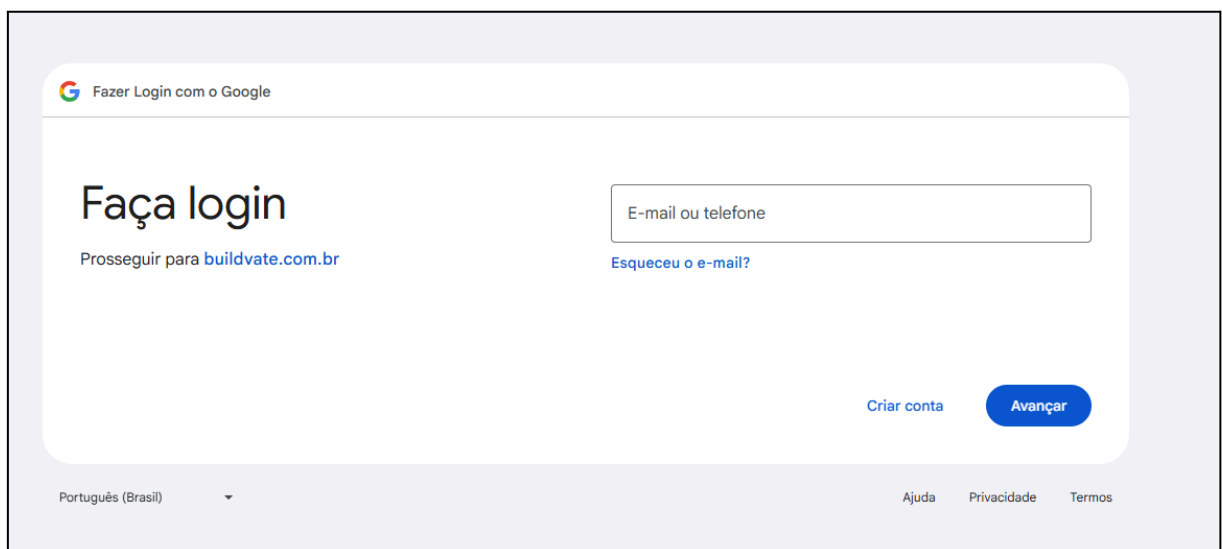 Fazer Login com o Google
Faça login
Prosseguir para buildvate.com.br
E-mail ou telefone
Esqueceu o e-mail?
Criar conta
Avançar
Português (Brasil)
Ajuda Privacidade Termos